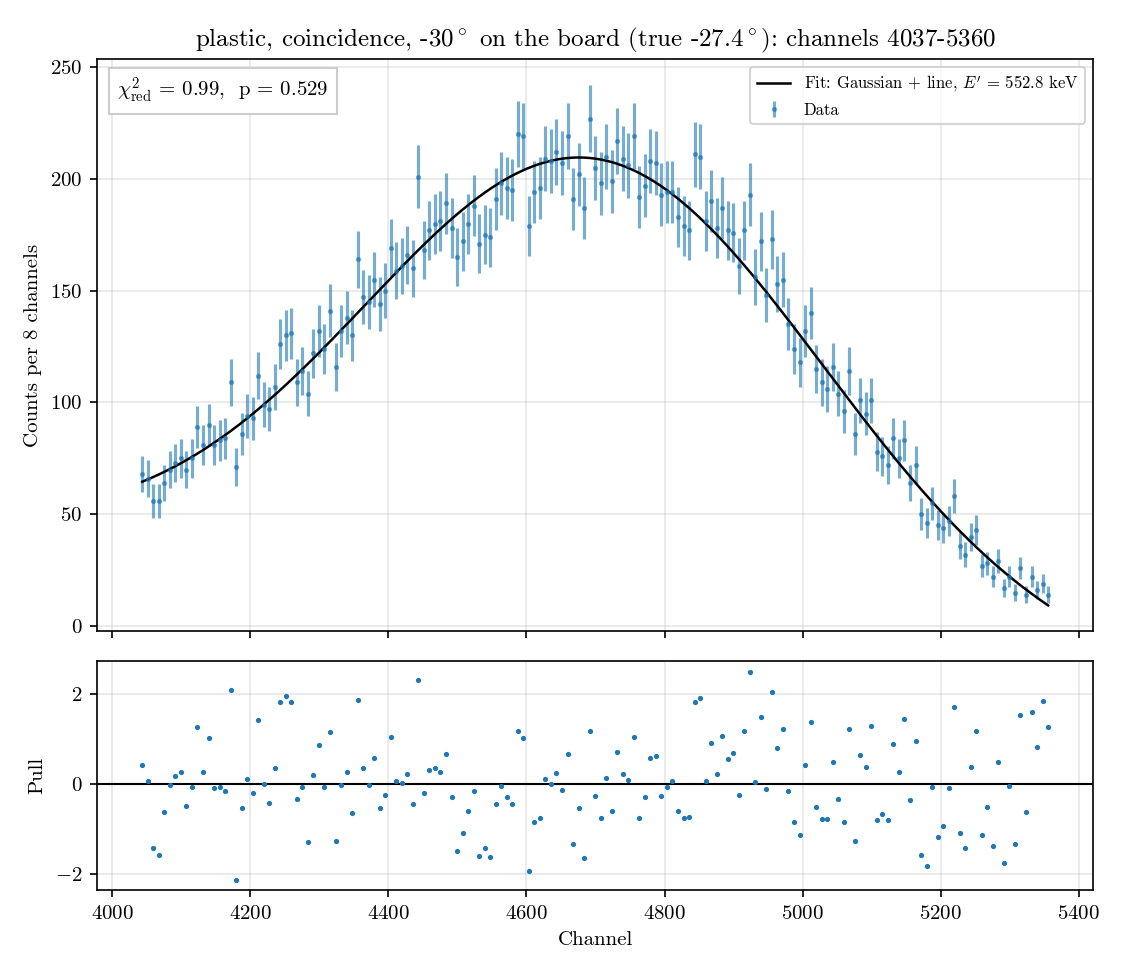 plastic, coincidence, -30° on the board (true -27.4°): channels 4037-5360
χ²red = 0.99, p = 0.529
Fit: Gaussian + line, E′ = 552.8 keV
Data
Counts per 8 channels
250
200
150
100
50
0
Pull
2
0
−2
4000 4200 4400 4600 4800 5000 5200 5400
Channel